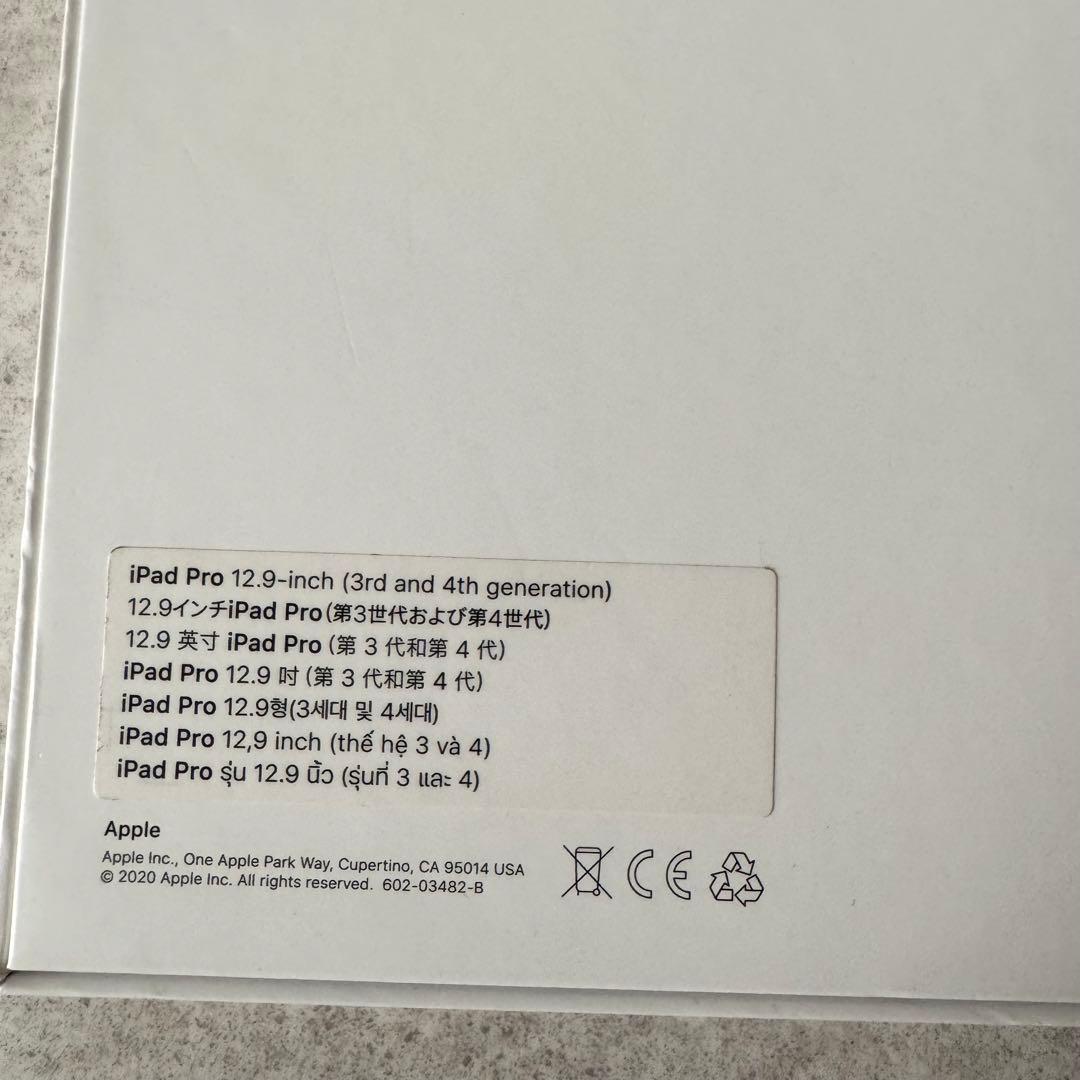 iPad Pro 12.9-inch (3rd and 4th generation)
12.9インチiPad Pro(第3世代および第4世代)
12.9 英寸 iPad Pro (第 3 代和第 4 代)
iPad Pro 12.9 吋 (第 3 代和第 4 代)
iPad Pro 12.9형(3세대 및 4세대)
iPad Pro 12,9 inch (thế hệ 3 và 4)
iPad Pro รุ่น 12.9 นิ้ว (รุ่นที่ 3 และ 4)
Apple
Apple Inc., One Apple Park Way, Cupertino, CA 95014 USA
© 2020 Apple Inc. All rights reserved. 602-03482-B
CE